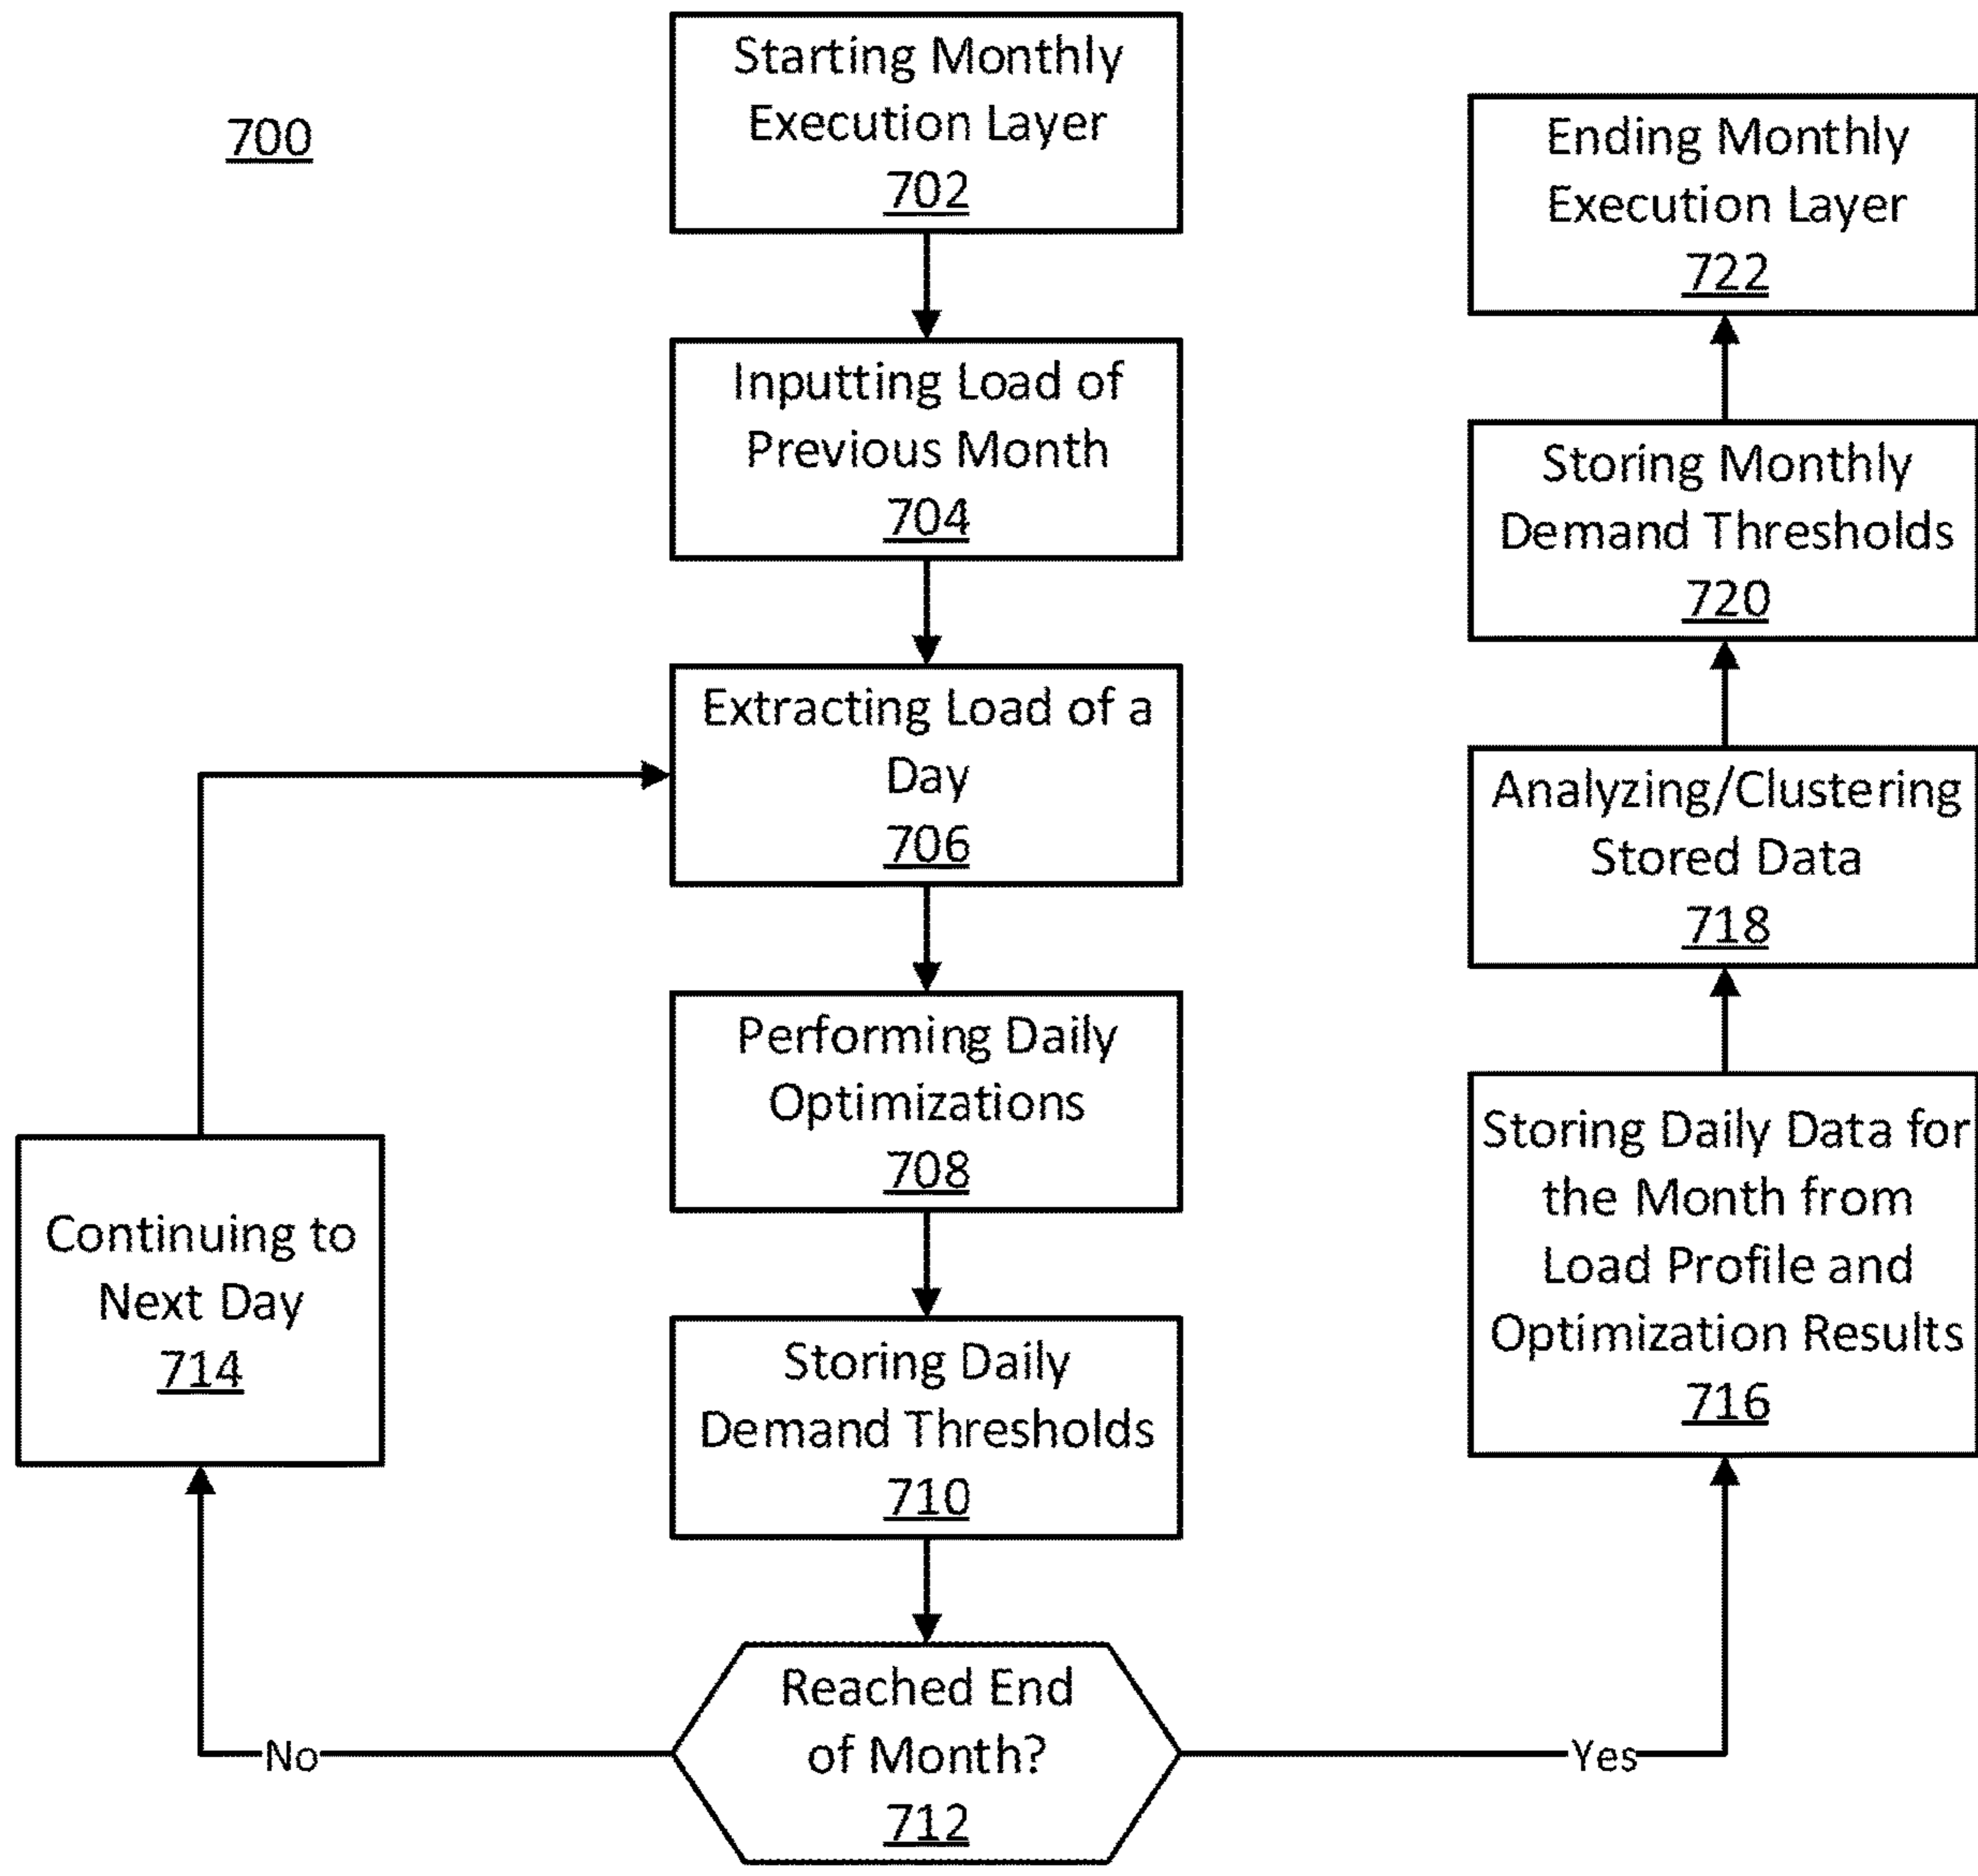 700
Starting Monthly
Execution Layer
702
Inputting Load of
Previous Month
704
Extracting Load of a
Day
706
Performing Daily
Optimizations
708
Storing Daily
Demand Thresholds
710
Reached End
of Month?
712
No
Continuing to
Next Day
714
Yes
Storing Daily Data for
the Month from
Load Profile and
Optimization Results
716
Analyzing/Clustering
Stored Data
718
Storing Monthly
Demand Thresholds
720
Ending Monthly
Execution Layer
722